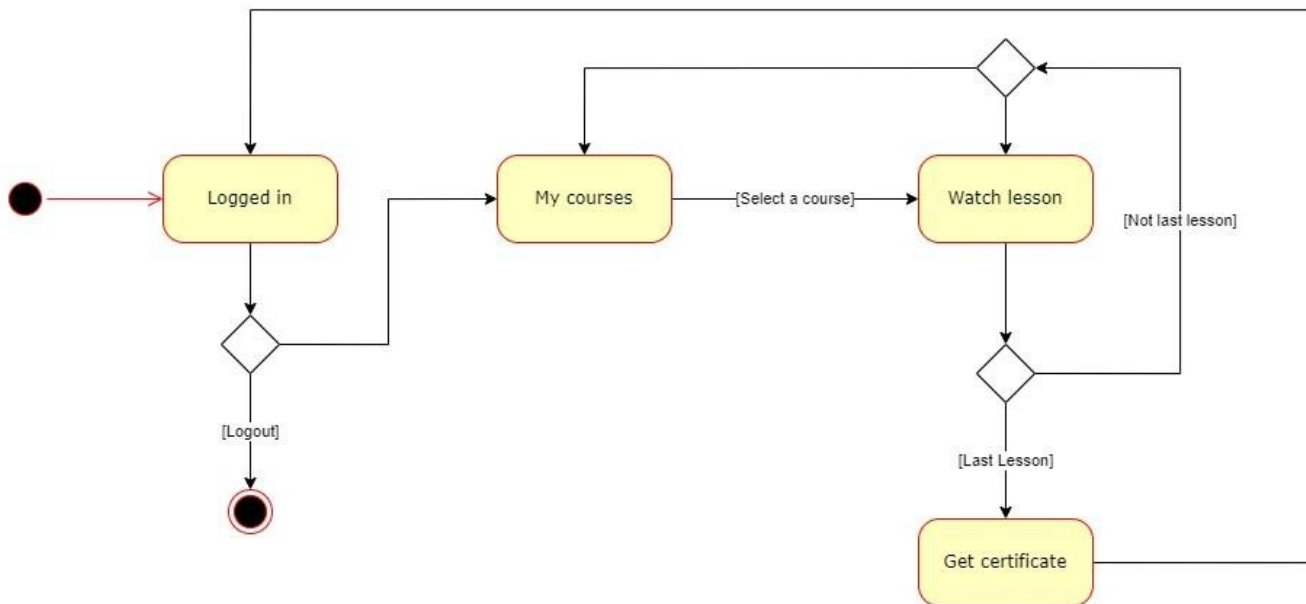 Logged in
My courses
[Select a course]
Watch lesson
[Not last lesson]
[Logout]
[Last Lesson]
Get certificate